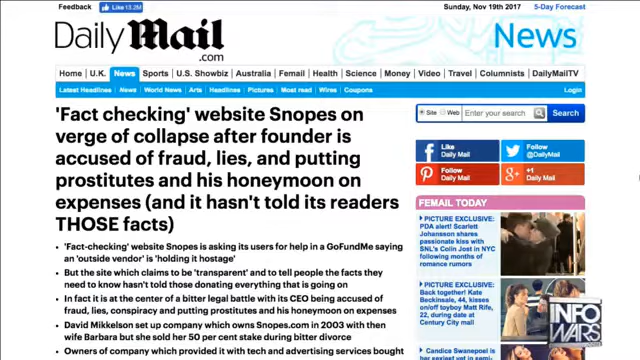 Feedback
Like 13.2M
Sunday, Nov 19th 2017
5-Day Forecast
Daily Mail
.com
News
Home U.K. News Sports U.S. Showbiz Australia Femail Health Science Money Video Travel Columnists DailyMailTV
Latest Headlines News World News Arts Headlines Pictures Most read Wires Coupons
Login
'Fact checking' website Snopes on
verge of collapse after founder is
accused of fraud, lies, and putting
prostitutes and his honeymoon on
expenses (and it hasn't told its readers
THOSE facts)
'Fact-checking' website Snopes is asking its users for help in a GoFundMe saying
an 'outside vendor' is 'holding it hostage'
But the site which claims to be 'transparent' and to tell people the facts they
need to know hasn't told those donating everything that is going on
In fact it is at the center of a bitter legal battle with its CEO being accused of
fraud, lies, conspiracy and putting prostitutes and his honeymoon on expenses
David Mikkelson set up company which owns Snopes.com in 2003 with then
wife Barbara but she sold her 50 per cent stake during bitter divorce
Owners of company which provided it with tech and advertising services bought
Site Web Enter your search Search
Like
Daily Mail
Follow
@DailyMail
Follow
Daily Mail
+1
Daily Mail
FEMAIL TODAY
PICTURE EXCLUSIVE:
PDA alert! Scarlett
Johansson shares
passionate kiss with
SNL's Colin Jost in NYC
following months of
romance rumors
PICTURE EXCLUSIVE:
Back together! Kate
Beckinsale, 44, kisses
on/off toyboy Matt Rife,
22, during date at
Century City mall
Candice Swanepoel is
INFO
WARS